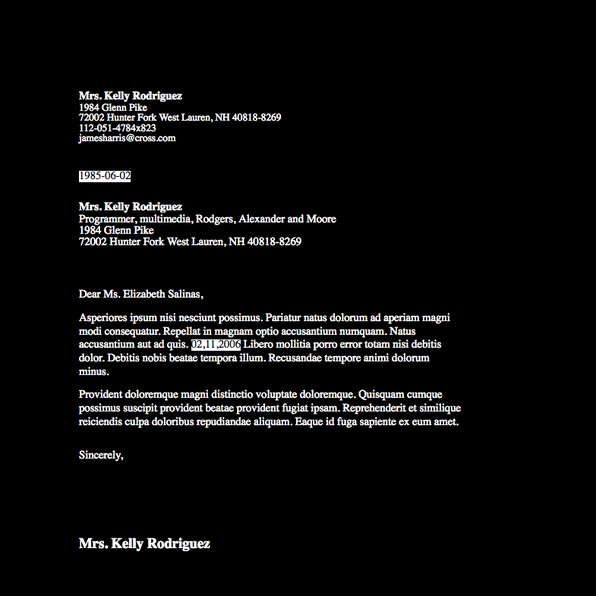 Mrs. Kelly Rodriguez
1984 Glenn Pike
72002 Hunter Fork West Lauren, NH 40818-8269
112-051-4784x823
jamesharris@cross.com
1985-06-02
Mrs. Kelly Rodriguez
Programmer, multimedia, Rodgers, Alexander and Moore
1984 Glenn Pike
72002 Hunter Fork West Lauren, NH 40818-8269
Dear Ms. Elizabeth Salinas,
Asperiores ipsum nisi nesciunt possimus. Pariatur natus dolorum ad aperiam magni
modi consequatur. Repellat in magnam optio accusantium numquam. Natus
accusantium aut ad quis. 02,11,2006 Libero mollitia porro error totam nisi debitis
dolor. Debitis nobis beatae tempora illum. Recusandae tempore animi dolorum
minus.
Provident doloremque magni distinctio voluptate doloremque. Quisquam cumque
possimus suscipit provident beatae provident fugiat ipsam. Reprehenderit et similique
reiciendis culpa doloribus repudiandae aliquam. Eaque id fuga sapiente ex eum amet.
Sincerely,
Mrs. Kelly Rodriguez